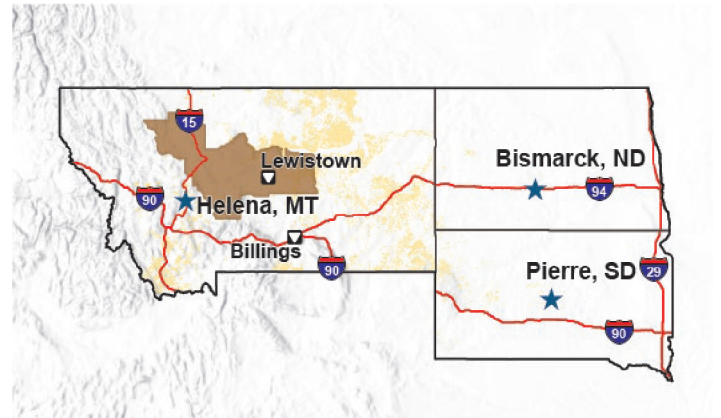 15
Lewistown
Bismarck, ND
90
Helena, MT
94
Billings
90
Pierre, SD
29
90